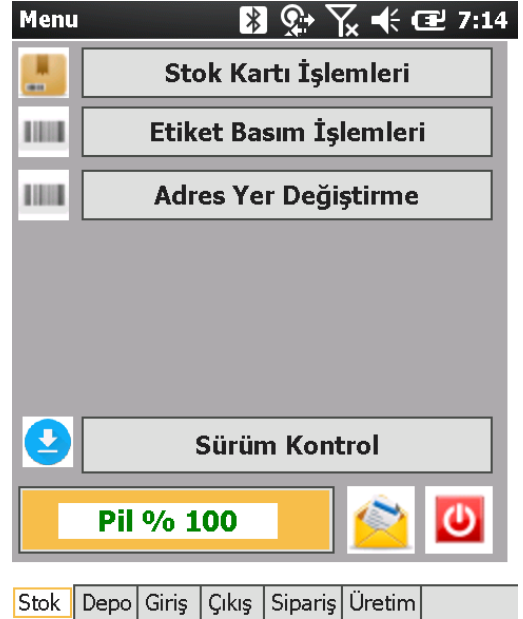 Menu 7:14
Stok Kartı İşlemleri
Etiket Basım İşlemleri
Adres Yer Değiştirme
Sürüm Kontrol
Pil % 100
Stok Depo Giriş Çıkış Sipariş Üretim